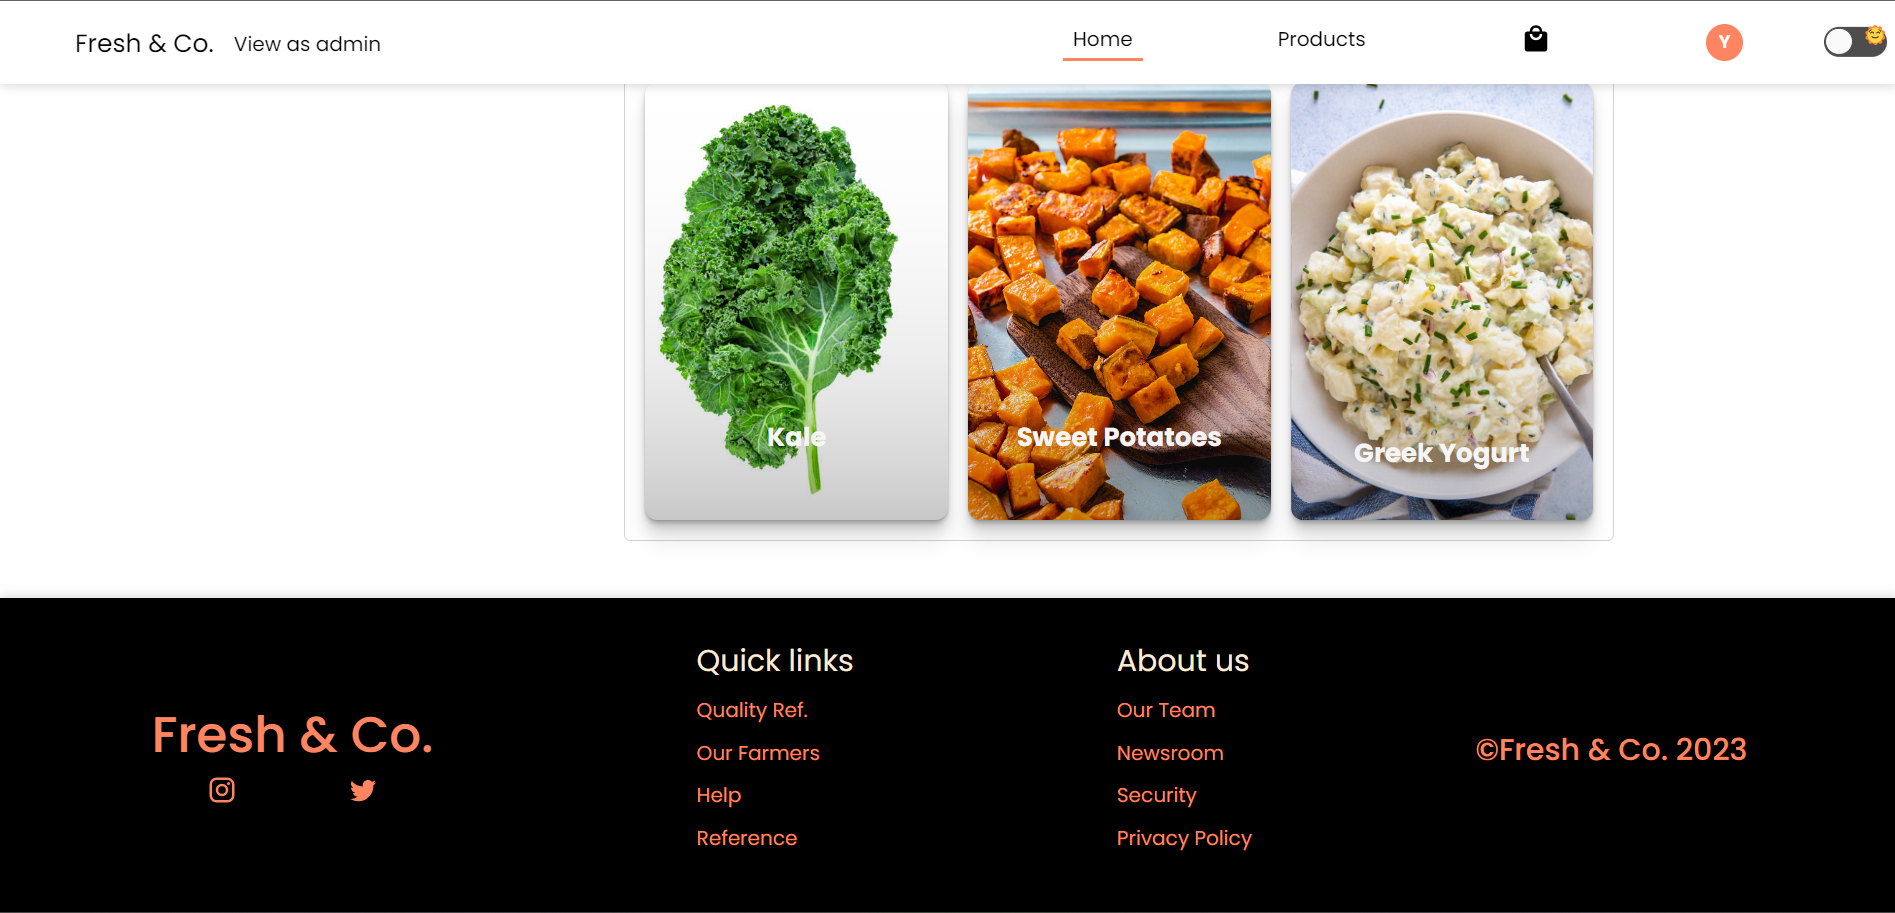 Fresh & Co.
View as admin
Home
Products
Y
Kale
Sweet Potatoes
Greek Yogurt
Fresh & Co.
Quick links
Quality Ref.
Our Farmers
Help
Reference
About us
Our Team
Newsroom
Security
Privacy Policy
©Fresh & Co. 2023